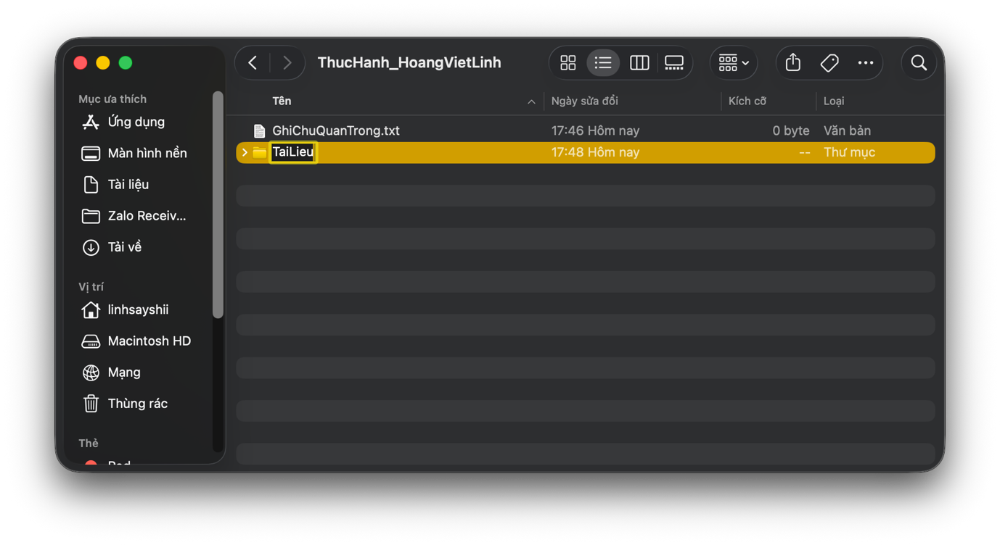 ThucHanh_HoangVietLinh
Mục ưa thích
Ứng dụng
Màn hình nền
Tài liệu
Zalo Receiv...
Tải về
Vị trí
linhsayshii
Macintosh HD
Mạng
Thùng rác
Thẻ
Tên Ngày sửa đổi Kích cỡ Loại
GhiChuQuanTrong.txt 17:46 Hôm nay 0 byte Văn bản
TaiLieu 17:48 Hôm nay -- Thư mục